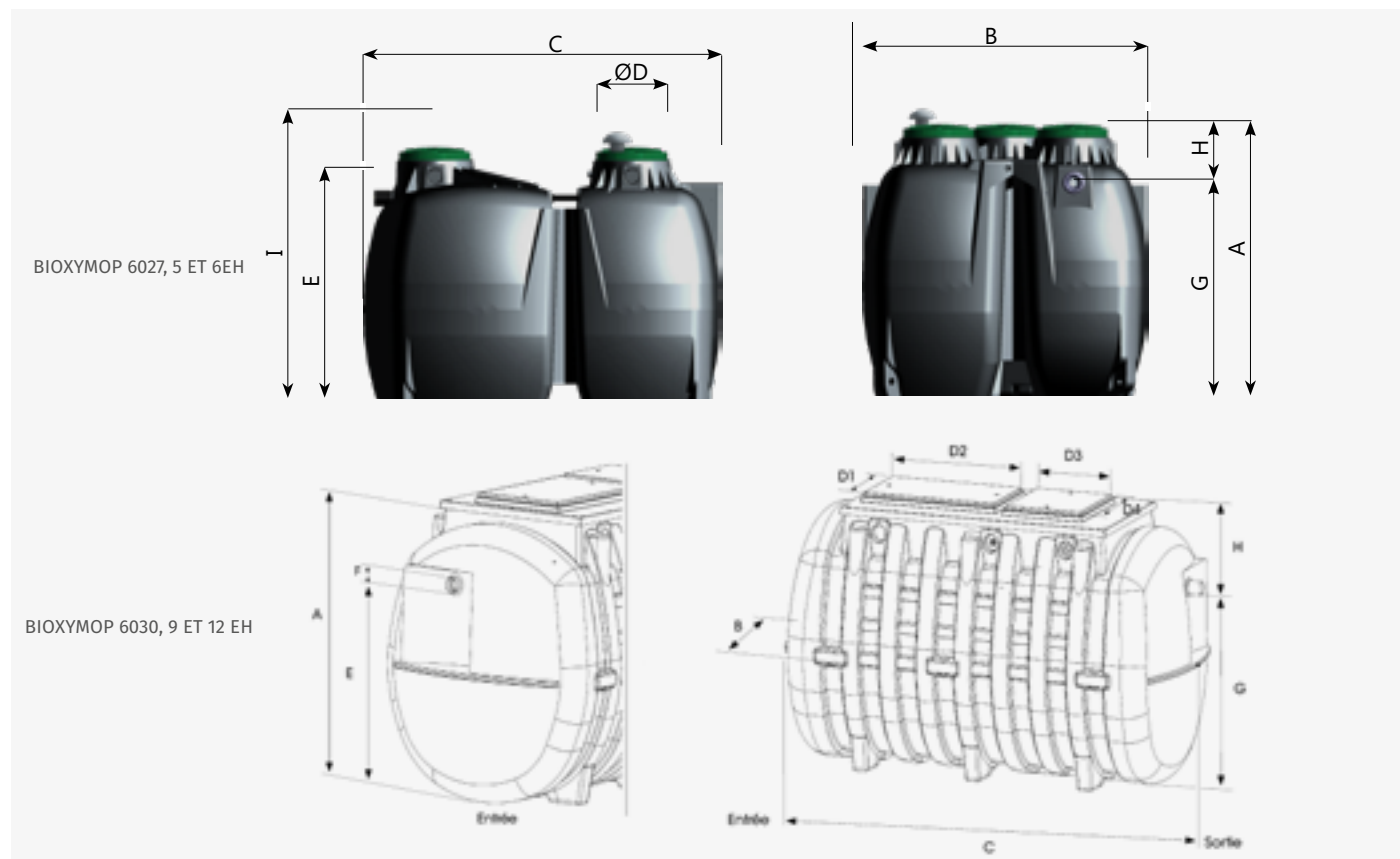 C
ØD
I
E
B
H
G
A
BIOXYMOP 6027, 5 ET 6EH
D2
D1
D3
D4
F
A
E
B
H
G
BIOXYMOP 6030, 9 ET 12 EH
Entrée
Entrée
C
Sortie